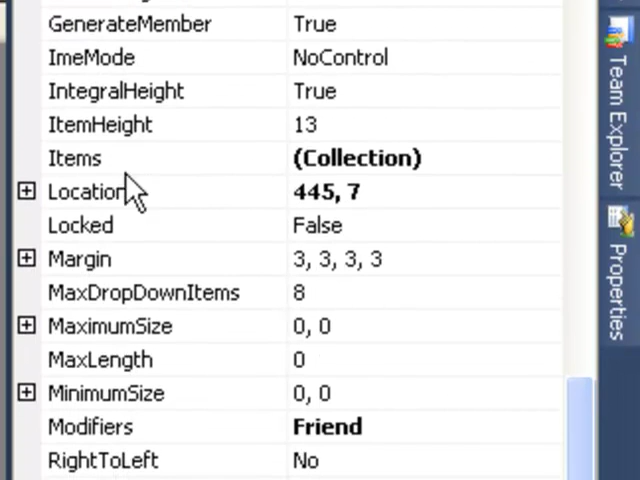 GenerateMember True
ImeMode NoControl
IntegralHeight True
ItemHeight 13
Items (Collection)
Location 445, 7
Locked False
Margin 3, 3, 3, 3
MaxDropDownItems 8
MaximumSize 0, 0
MaxLength 0
MinimumSize 0, 0
Modifiers Friend
RightToLeft No
Team Explorer
Properties